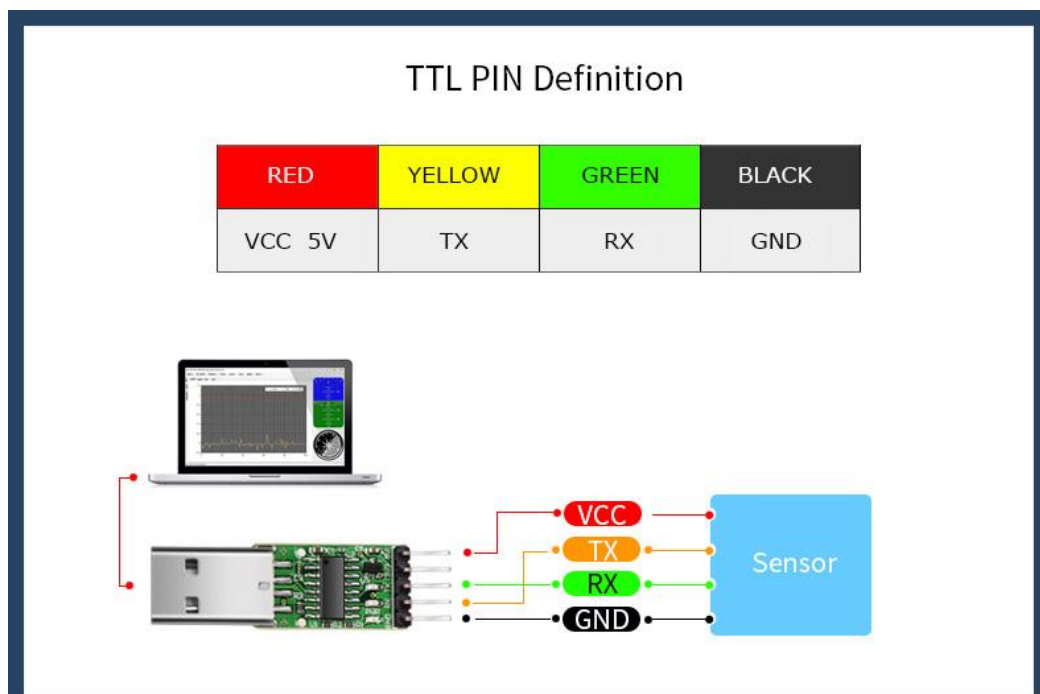 TTL PIN Definition
RED YELLOW GREEN BLACK
VCC 5V TX RX GND
VCC
TX
RX
GND
Sensor